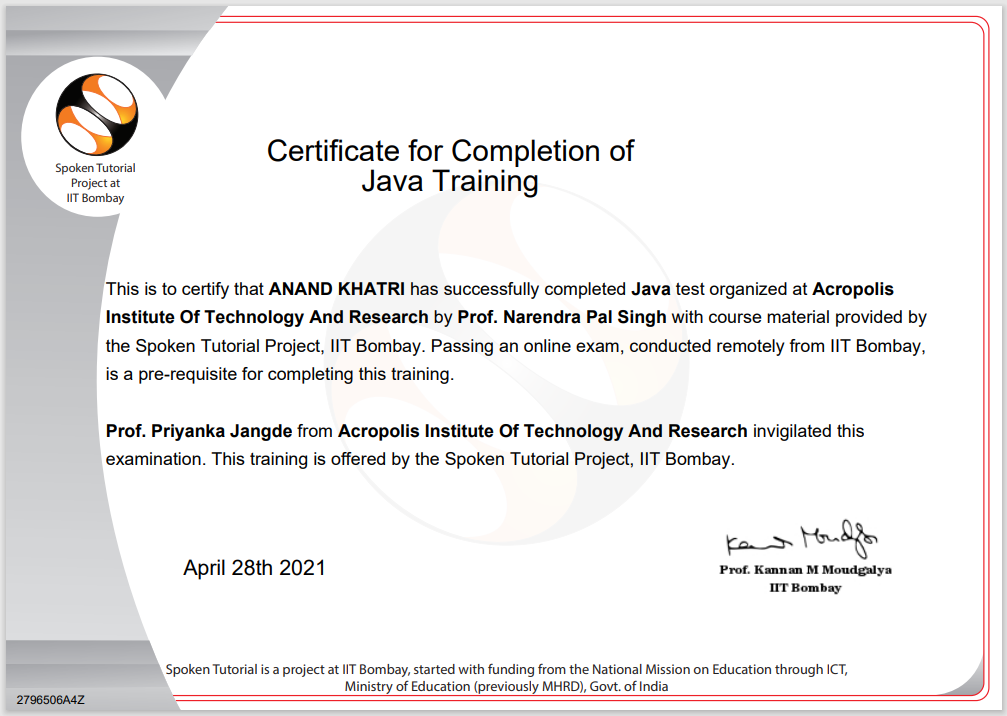 Spoken Tutorial
Project at
IIT Bombay
Certificate for Completion of
Java Training
This is to certify that ANAND KHATRI has successfully completed Java test organized at Acropolis
Institute Of Technology And Research by Prof. Narendra Pal Singh with course material provided by
the Spoken Tutorial Project, IIT Bombay. Passing an online exam, conducted remotely from IIT Bombay,
is a pre-requisite for completing this training.
Prof. Priyanka Jangde from Acropolis Institute Of Technology And Research invigilated this
examination. This training is offered by the Spoken Tutorial Project, IIT Bombay.
April 28th 2021
Kannan Moudgalya
Prof. Kannan M Moudgalya
IIT Bombay
Spoken Tutorial is a project at IIT Bombay, started with funding from the National Mission on Education through ICT,
Ministry of Education (previously MHRD), Govt. of India
2796506A4Z